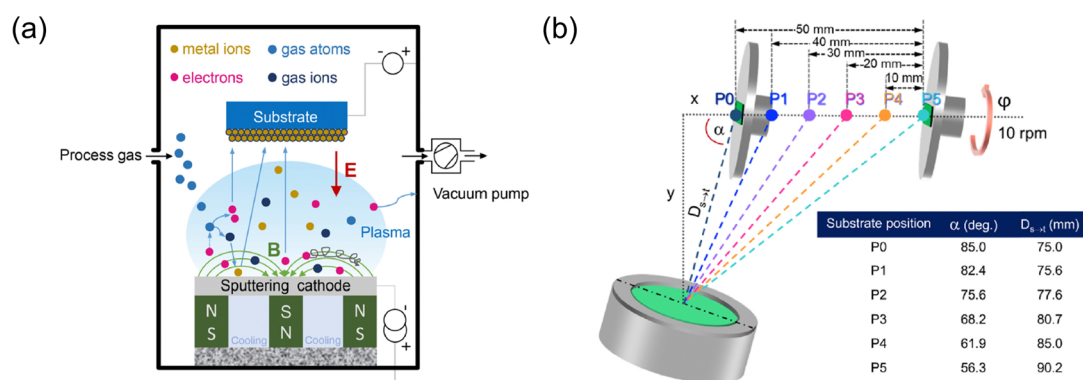 (a)
metal ions
gas atoms
electrons
gas ions
- +
Substrate
Process gas
E
Vacuum pump
Plasma
B
Sputtering cathode
N S N
S N S
Cooling Cooling
-
+
(b)
50 mm
40 mm
30 mm
20 mm
10 mm
x P0 P1 P2 P3 P4 P5 φ
α
10 rpm
y
Ds→t
Substrate position α (deg.) Ds→t (mm)
P0 85.0 75.0
P1 82.4 75.6
P2 75.6 77.6
P3 68.2 80.7
P4 61.9 85.0
P5 56.3 90.2